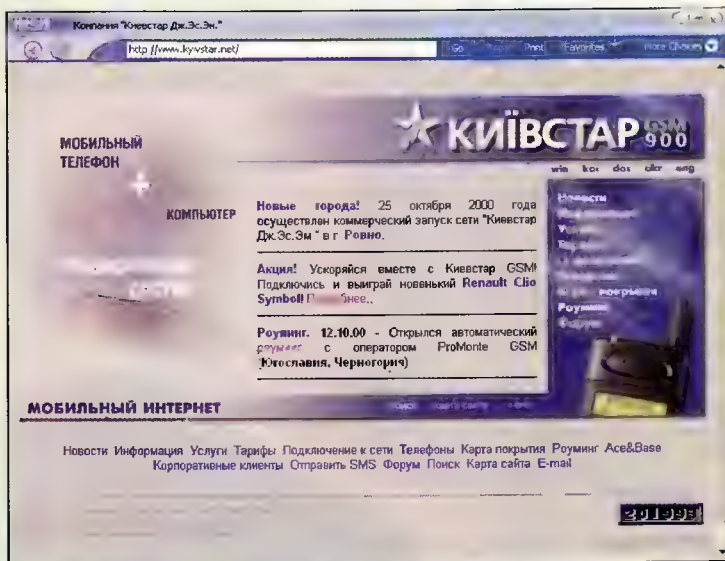 Компания "Киевстар Дж.Эс.Эм."
http://www.kyivstar.net/
Go Print Favorites More Choices
МОБИЛЬНЫЙ
ТЕЛЕФОН
+
КОМПЬЮТЕР
КИЇВСТАР GSM 900
win koi dos ukr eng
Новые города! 25 октября 2000 года
осуществлен коммерческий запуск сети "Киевстар
Дж.Эс.Эм" в г Ровно.
Акция! Ускоряйся вместе с Киевстар GSM!
Подключись и выиграй новенький Renault Clio
Symbol!
Роуминг. 12.10.00 - Открылся автоматический
роуминг с оператором ProMonte GSM
(Югославия, Черногория)
Новости
покрытия
Роуминг
Форум
МОБИЛЬНЫЙ ИНТЕРНЕТ
Новости Информация Услуги Тарифы Подключение к сети Телефоны Карта покрытия Роуминг Ace&Base
Корпоративные клиенты Отправить SMS Форум Поиск Карта сайта E-mail